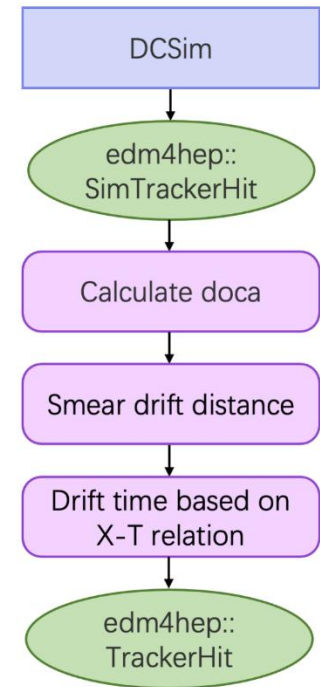 DCSim
edm4hep::
SimTrackerHit
Calculate doca
Smear drift distance
Drift time based on
X-T relation
edm4hep::
TrackerHit